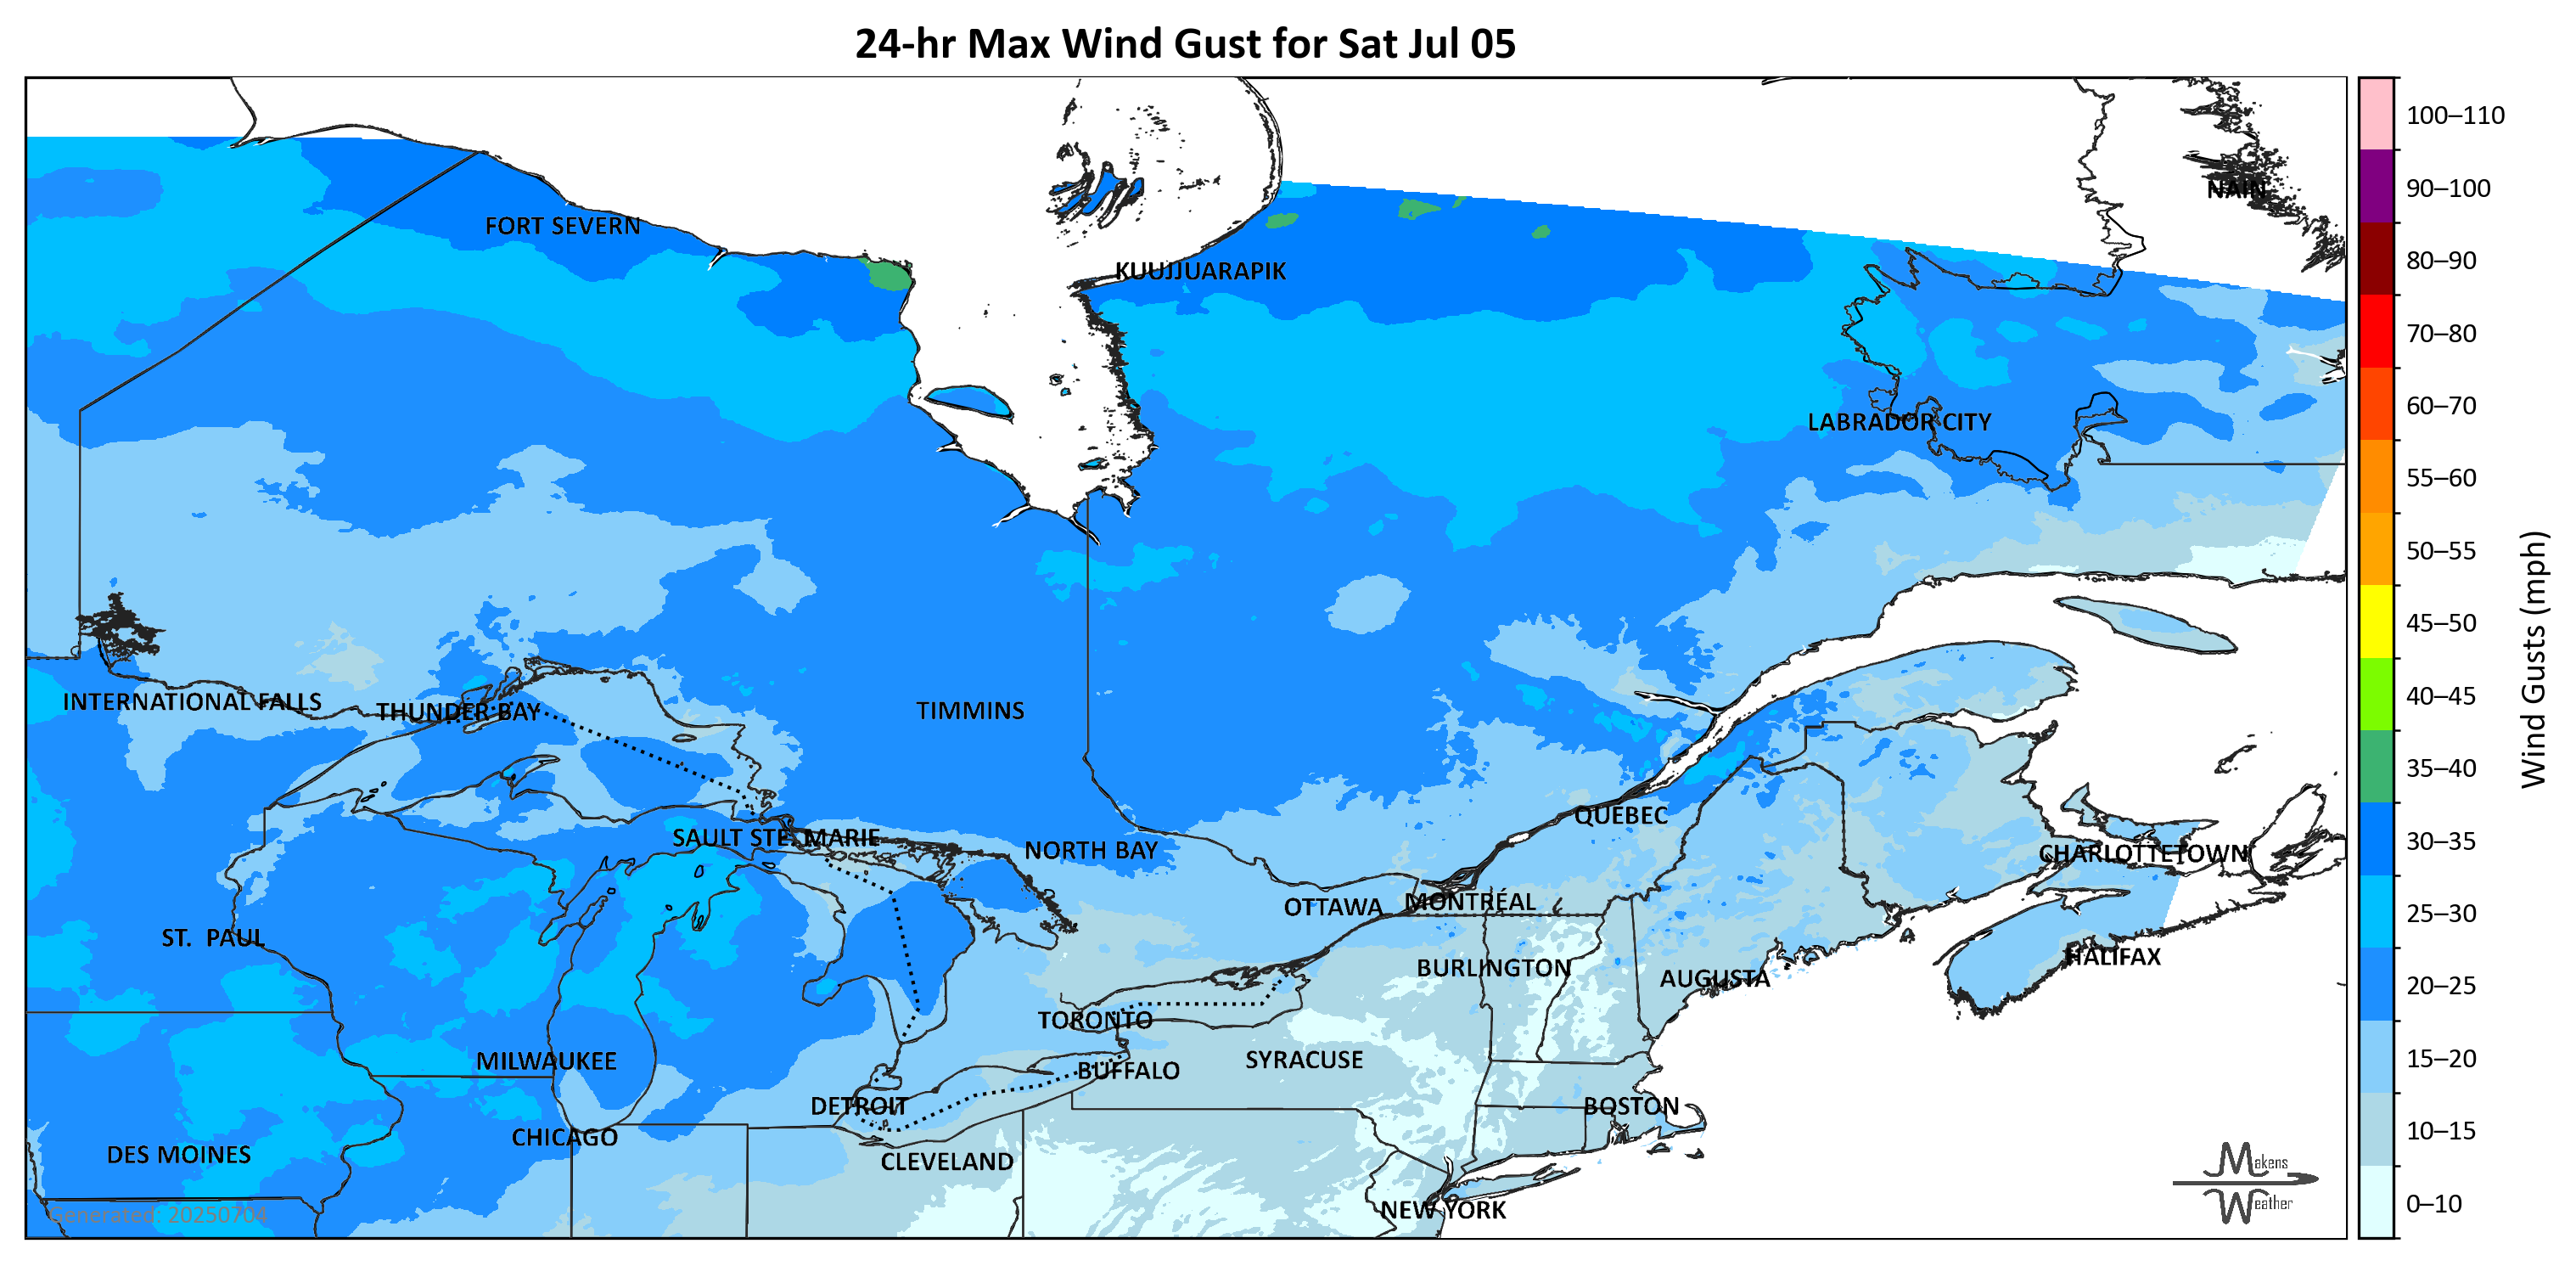 24-hr Max Wind Gust for Sat Jul 05
100–110
90–100
NAIN
FORT SEVERN
80–90
KUUJJUARAPIK
70–80
60–70
LABRADOR CITY
55–60
50–55
45–50
40–45
INTERNATIONAL FALLS
THUNDER BAY
TIMMINS
35–40
Wind Gusts (mph)
QUEBEC
SAULT STE. MARIE
30–35
NORTH BAY
CHARLOTTETOWN
OTTAWA
MONTRÉAL
25–30
ST. PAUL
HALIFAX
BURLINGTON
AUGUSTA
20–25
TORONTO
MILWAUKEE
SYRACUSE
15–20
BUFFALO
DETROIT
BOSTON
10–15
CHICAGO
DES MOINES
CLEVELAND
Makens
Weather
0–10
NEW YORK
Generated: 20250704